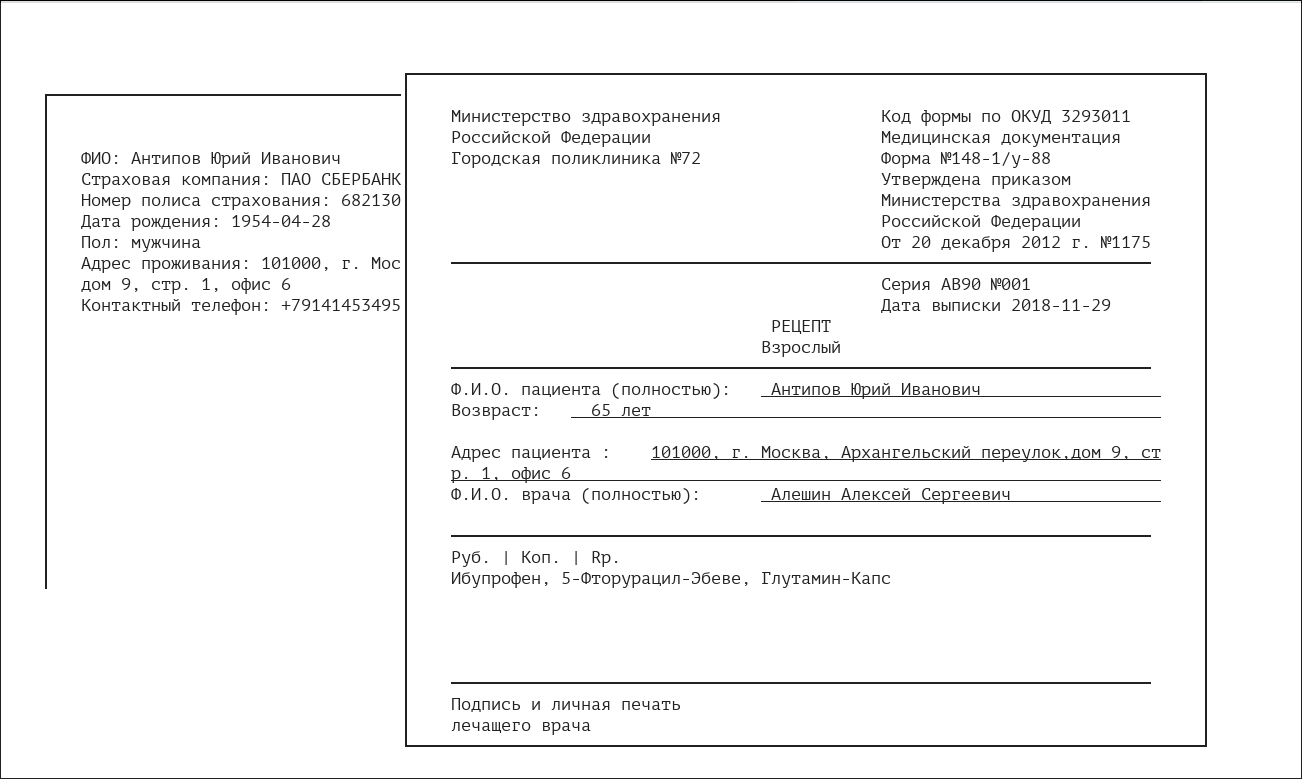 ФИО: Антипов Юрий Иванович
Страховая компания: ПАО СБЕРБАНК
Номер полиса страхования: 682130
Дата рождения: 1954-04-28
Пол: мужчина
Адрес проживания: 101000, г. Мос
дом 9, стр. 1, офис 6
Контактный телефон: +79141453495
Министерство здравохранения
Российской Федерации
Городская поликлиника №72
Код формы по ОКУД 3293011
Медицинская документация
Форма №148-1/у-88
Утверждена приказом
Министерства здравохранения
Российской Федерации
От 20 декабря 2012 г. №1175
Серия АВ90 №001
Дата выписки 2018-11-29
РЕЦЕПТ
Взрослый
Ф.И.О. пациента (полностью): Антипов Юрий Иванович
Возвраст: 65 лет
Адрес пациента : 101000, г. Москва, Архангельский переулок,дом 9, ст
р. 1, офис 6
Ф.И.О. врача (полностью): Алешин Алексей Сергеевич
Руб. | Коп. | Rp.
Ибупрофен, 5-Фторурацил-Эбеве, Глутамин-Капс
Подпись и личная печать
лечащего врача